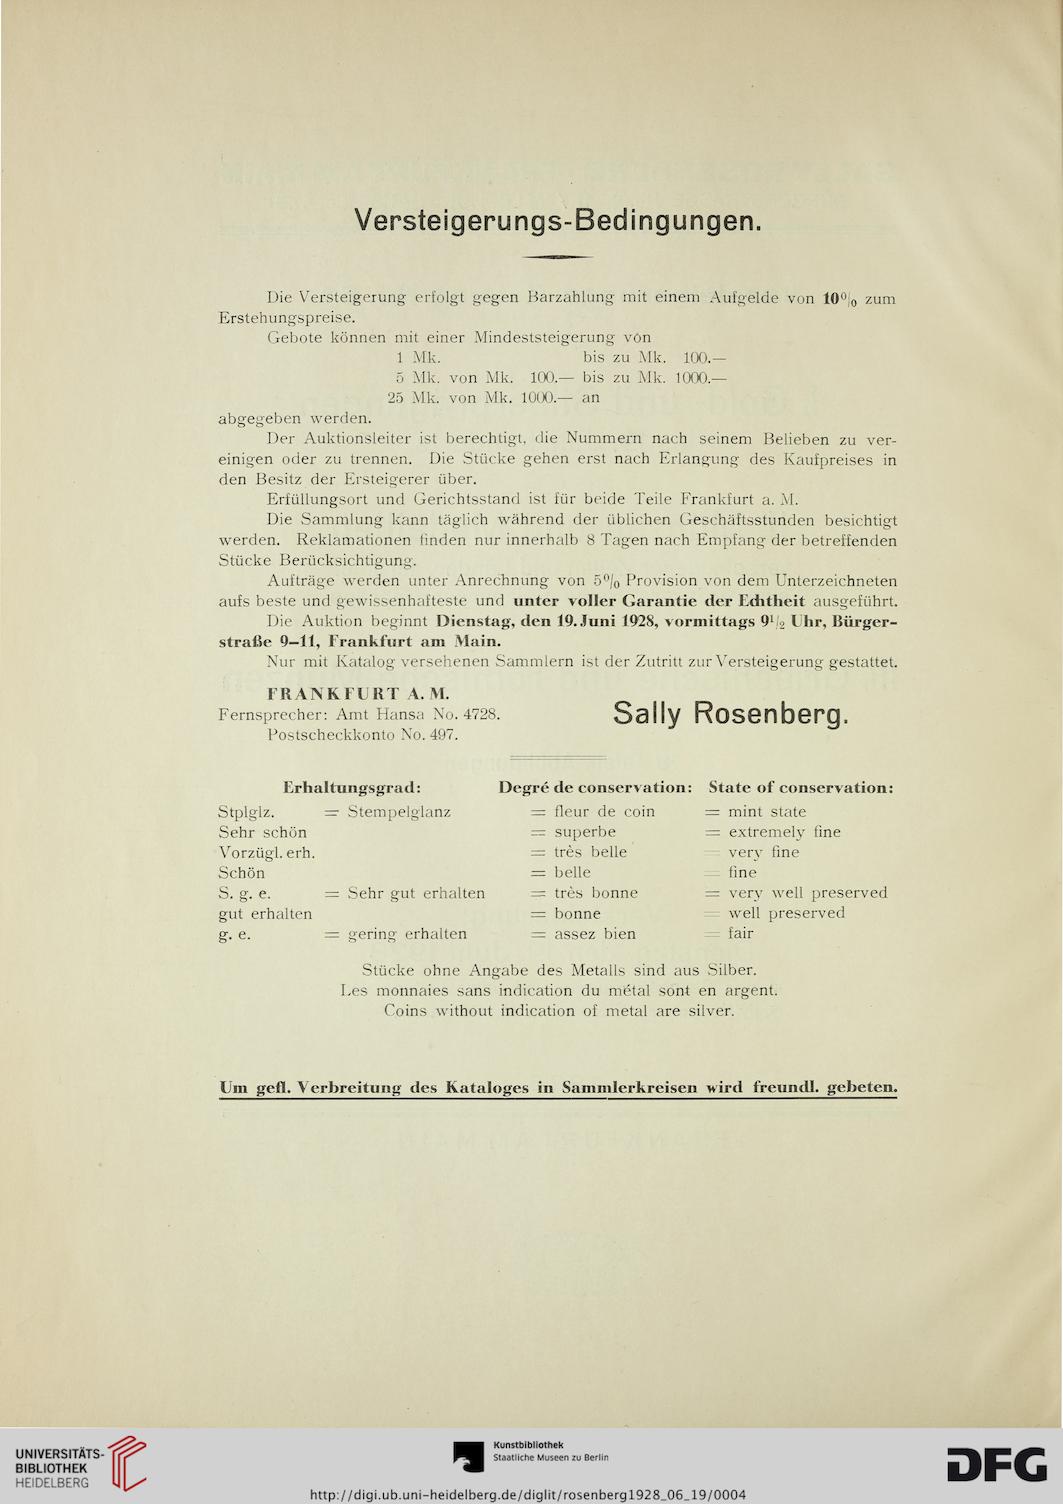 Versteigerungs-Bedingungen.
Die Versteigerung erfolgt gegen Barzahlung mit einem Aufgelde von 10% zum
Erstehungspreise.
Gebote können mit einer Mindeststeigerung von
1 Mk. bis zu Mk. 100.—
5 Mk. von Mk. 100.— bis zu Mk. 1000.—
25 Mk. von Mk. 1000.— an
abgegeben werden.
Der Auktionsleiter ist berechtigt, die Nummern nach seinem Belieben zu ver-
einigen oder zu trennen. Die Stücke gehen erst nach Erlangung des Kaufpreises in
den Besitz der Ersteigerer über.
Erfüllungsort und Gerichtsstand ist für beide Teile Frankfurt a. M.
Die Sammlung kann täglich während der üblichen Geschäftsstunden besichtigt
werden. Reklamationen finden nur innerhalb 8 Tagen nach Empfang der betreffenden
Stücke Berücksichtigung.
Aufträge werden unter Anrechnung von 5% Provision von dem Unterzeichneten
aufs beste und gewissenhafteste und unter voller Garantie der Echtheit ausgeführt.
Die Auktion beginnt Dienstag, den 19. Juni 1928, vormittags 9½ Uhr, Bürger-
straße 9—11, Frankfurt am Main.
Nur mit Katalog versehenen Sammlern ist der Zutritt zur Versteigerung gestattet.
FRANKFURT A. M.
Fernsprecher: Amt Hansa No. 4728.
Postscheckkonto No. 497.
Sally Rosenberg.
Erhaltungsgrad: Degré de conservation: State of conservation:
Stplglz. = Stempelglanz = fleur de coin = mint state
Sehr schön = superbe = extremely fine
Vorzügl. erh. = très belle = very fine
Schön = belle = fine
S. g. e. = Sehr gut erhalten = très bonne = very well preserved
gut erhalten = bonne = well preserved
g. e. = gering erhalten = assez bien = fair
Stücke ohne Angabe des Metalls sind aus Silber.
Les monnaies sans indication du métal sont en argent.
Coins without indication of metal are silver.
Um gefl. Verbreitung des Kataloges in Sammlerkreisen wird freundl. gebeten.
UNIVERSITÄTS-
BIBLIOTHEK
HEIDELBERG
Kunstbibliothek
Staatliche Museen zu Berlin
DFG
http://digi.ub.uni-heidelberg.de/diglit/rosenberg1928_06_19/0004